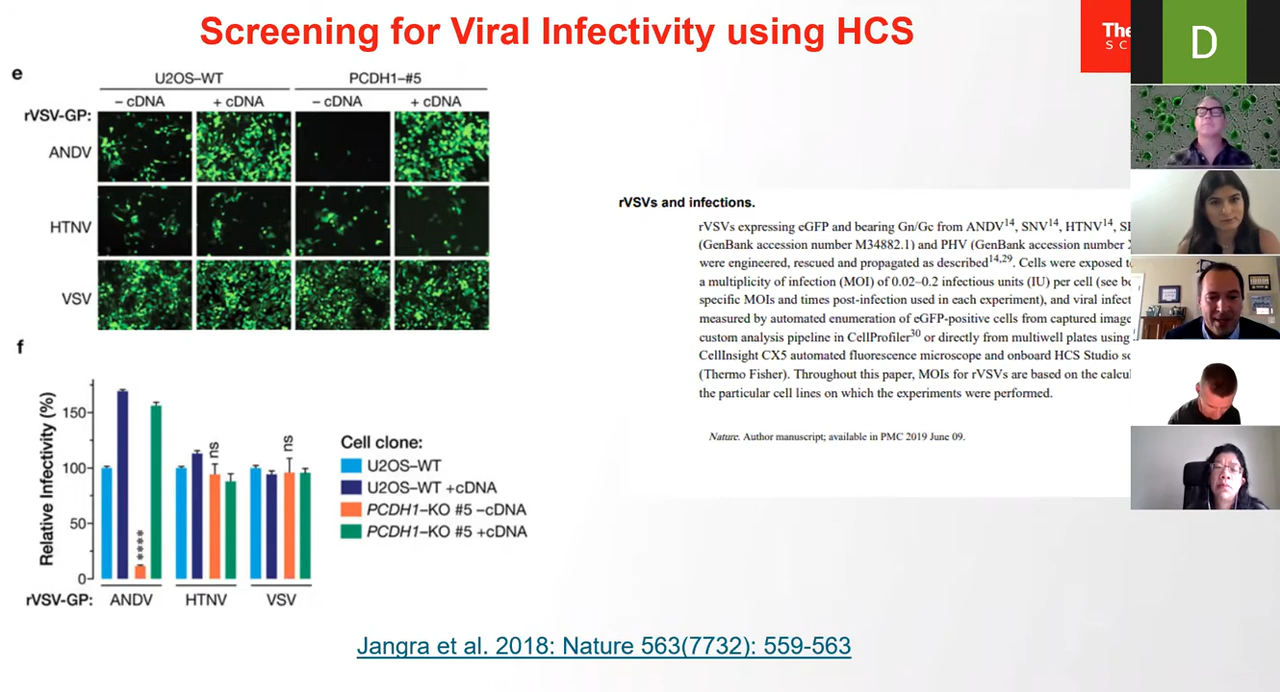 Screening for Viral Infectivity using HCS
The
SC
D
e
U2OS–WT PCDH1–#5
– cDNA + cDNA – cDNA + cDNA
rVSV-GP:
ANDV
HTNV
VSV
f
Relative Infectivity (%)
150
100
50
0
****
ns
ns
rVSV-GP: ANDV HTNV VSV
Cell clone:
U2OS–WT
U2OS–WT +cDNA
PCDH1–KO #5 –cDNA
PCDH1–KO #5 +cDNA
rVSVs and infections.
rVSVs expressing eGFP and bearing Gn/Gc from ANDV14, SNV14, HTNV14,
(GenBank accession number M34882.1) and PHV (GenBank accession number
were engineered, rescued and propagated as described14,29. Cells were exposed
a multiplicity of infection (MOI) of 0.02–0.2 infectious units (IU) per cell (see
specific MOIs and times post-infection used in each experiment), and viral
measured by automated enumeration of eGFP-positive cells from captured
custom analysis pipeline in CellProfiler30 or directly from multiwell plates using
CellInsight CX5 automated fluorescence microscope and onboard HCS Studio
(Thermo Fisher). Throughout this paper, MOIs for rVSVs are based on the
the particular cell lines on which the experiments were performed.
Nature. Author manuscript; available in PMC 2019 June 09.
Jangra et al. 2018: Nature 563(7732): 559-563